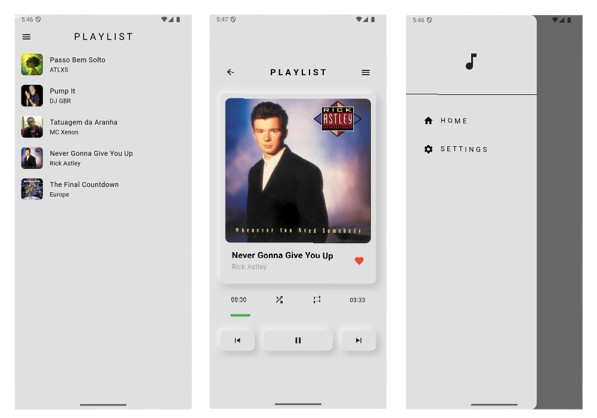 5:46
PLAYLIST
Passo Bem Solto
ATLXS
Pump It
DJ GBR
Tatuagem da Aranha
MC Xenon
Never Gonna Give You Up
Rick Astley
The Final Countdown
Europe
5:47
PLAYLIST
RICK
ASTLEY
Whenever You Need Somebody
Never Gonna Give You Up
Rick Astley
00:30
03:33
5:46
HOME
SETTINGS